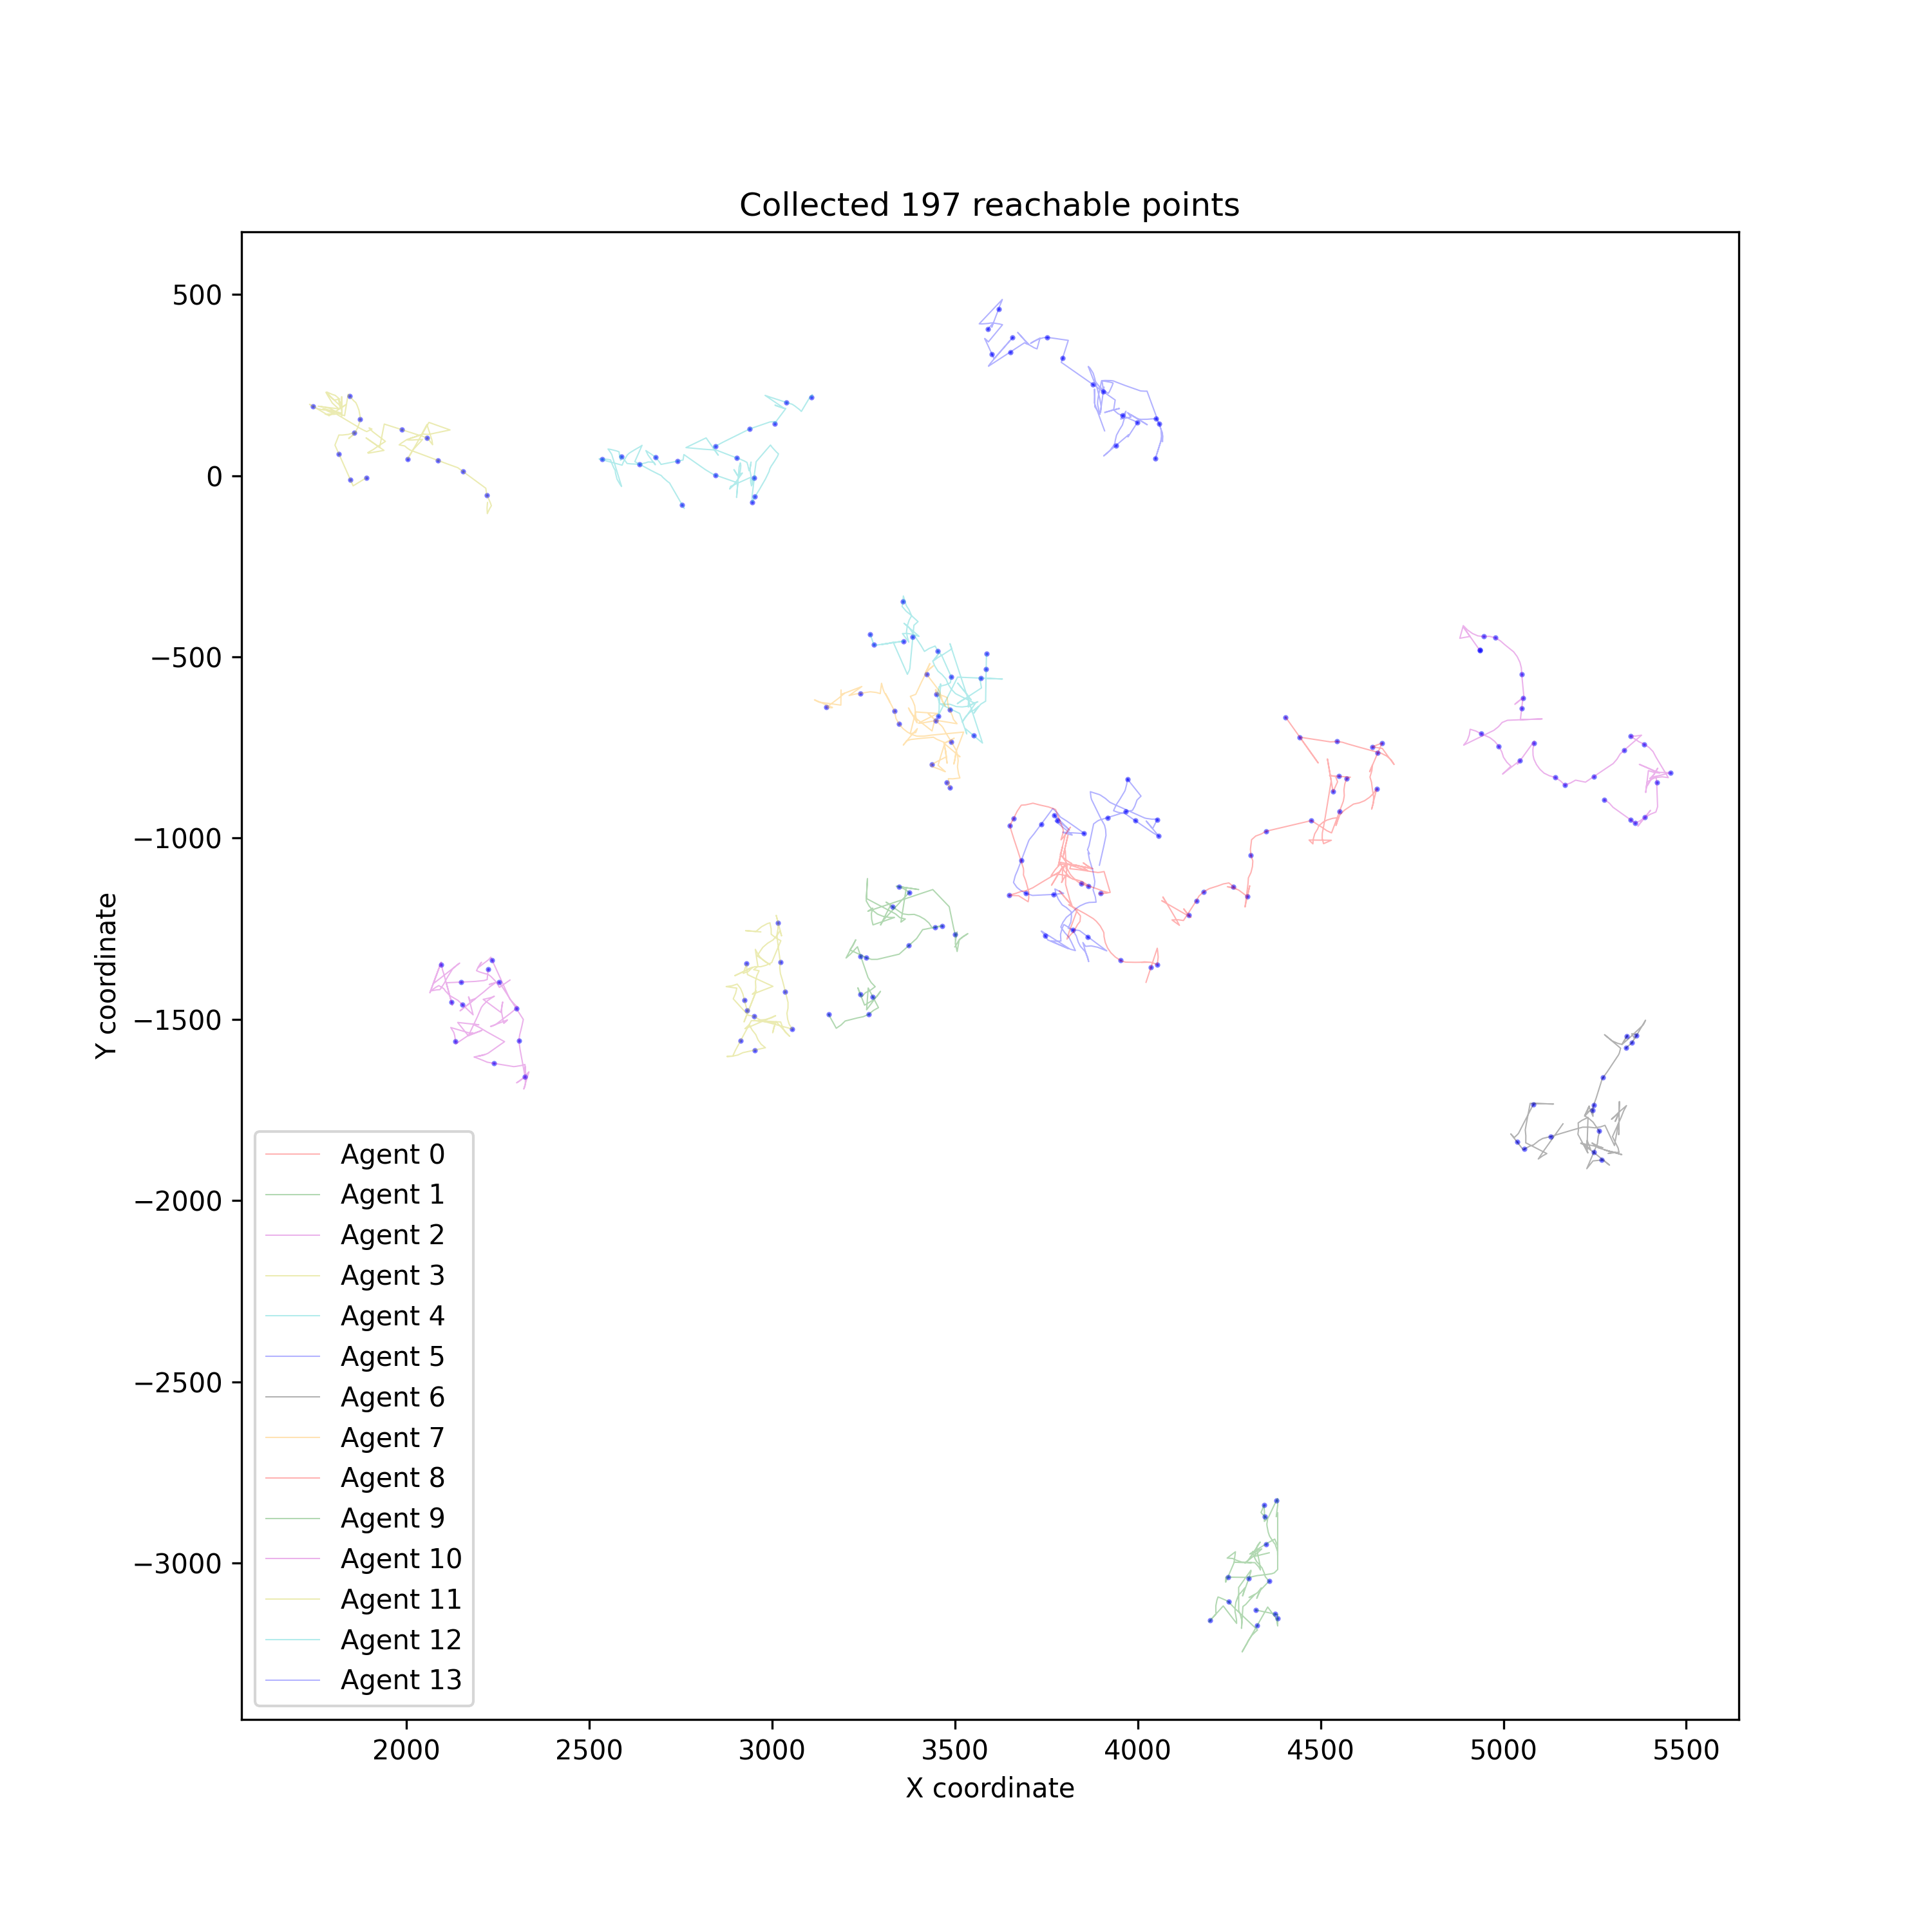 Collected 197 reachable points
500
0
−500
−1000
−1500
−2000
−2500
−3000
Y coordinate
Agent 0
Agent 1
Agent 2
Agent 3
Agent 4
Agent 5
Agent 6
Agent 7
Agent 8
Agent 9
Agent 10
Agent 11
Agent 12
Agent 13
2000 2500 3000 3500 4000 4500 5000 5500
X coordinate